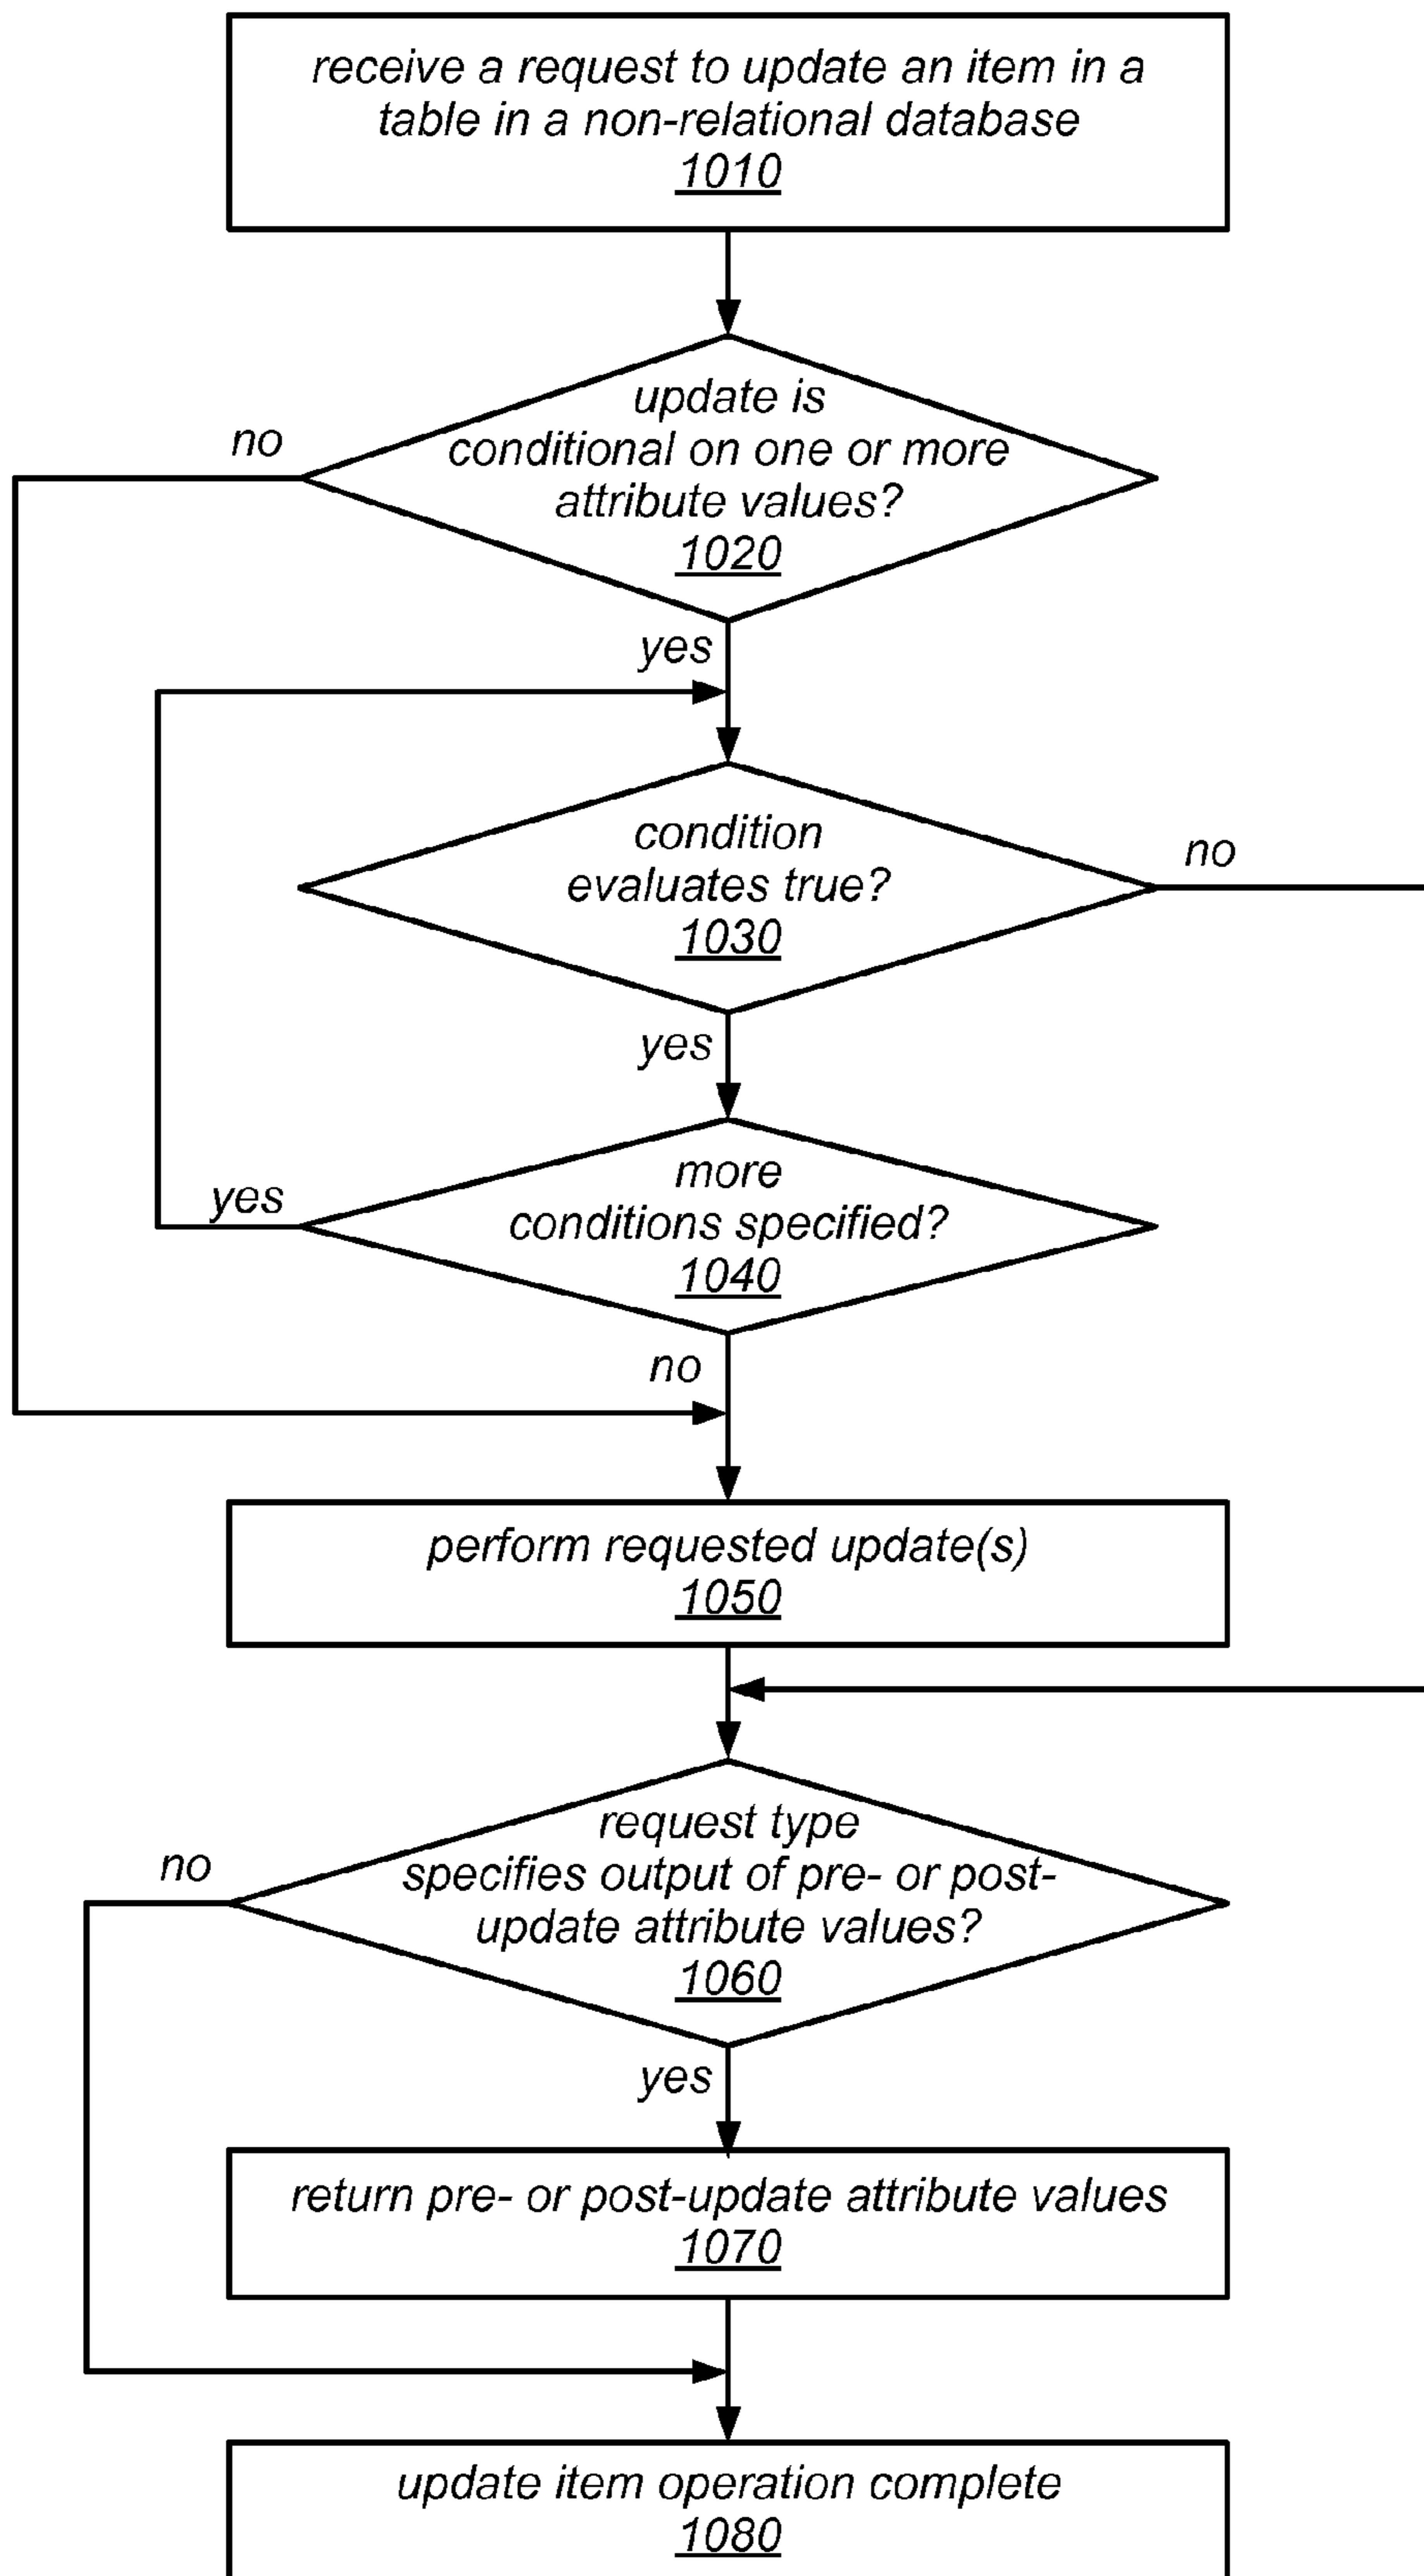 receive a request to update an item in a
table in a non-relational database
1010
update is
conditional on one or more
attribute values?
1020
no
yes
condition
evaluates true?
1030
no
yes
more
conditions specified?
1040
yes
no
perform requested update(s)
1050
request type
specifies output of pre- or post-
update attribute values?
1060
no
yes
return pre- or post-update attribute values
1070
update item operation complete
1080